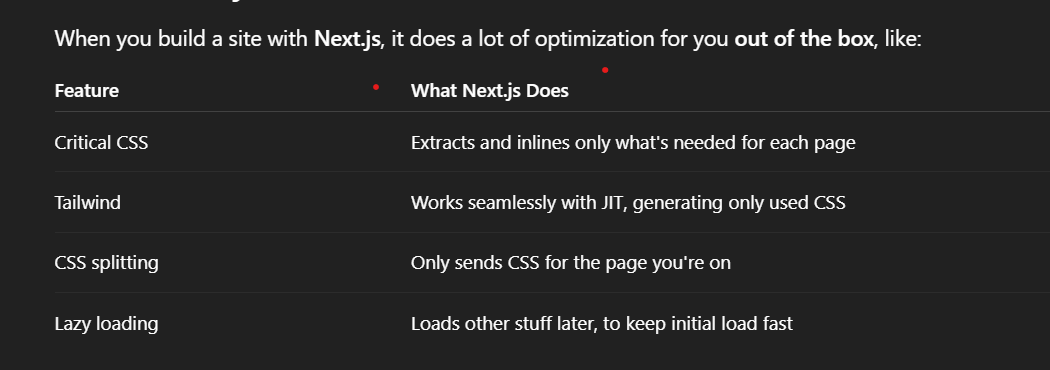 When you build a site with Next.js, it does a lot of optimization for you out of the box, like:
Feature What Next.js Does
Critical CSS Extracts and inlines only what's needed for each page
Tailwind Works seamlessly with JIT, generating only used CSS
CSS splitting Only sends CSS for the page you're on
Lazy loading Loads other stuff later, to keep initial load fast